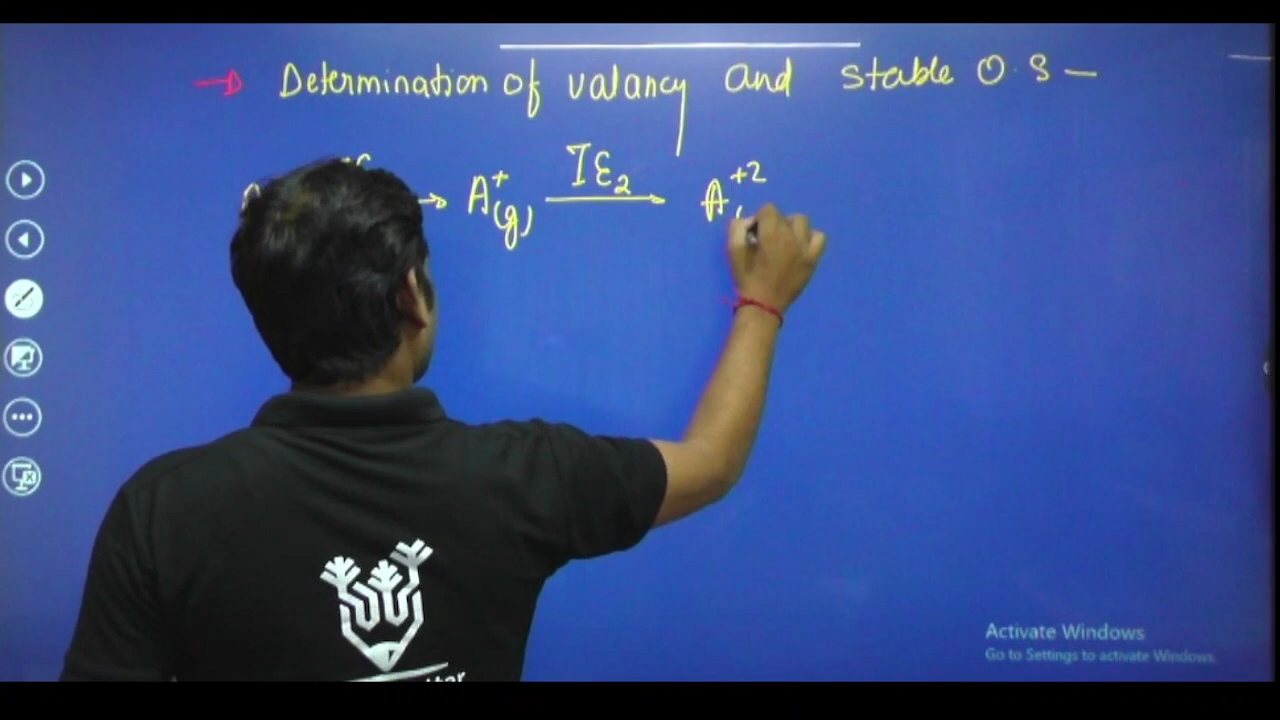 Determination of valancy and stable O.S —
→ A⁺(g) IE₂ → A⁺²(
Activate Windows
Go to Settings to activate Windows.